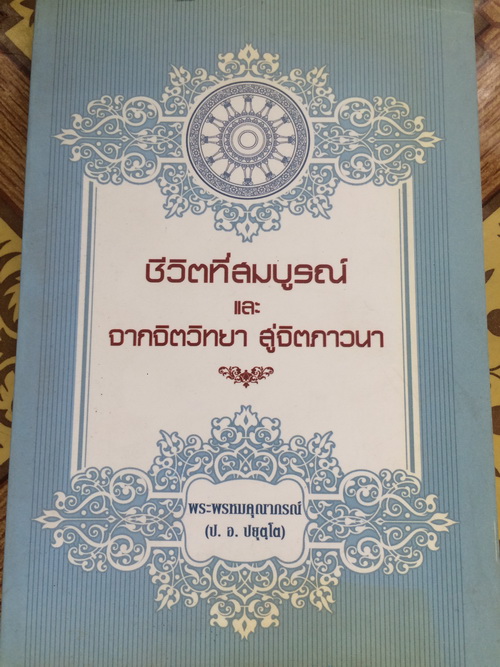 ชีวิตที่สมบูรณ์
และ
จากจิตวิทยา สู่จิตภาวนา
พระพรหมคุณาภรณ์
(ป. อ. ปยุตฺโต)